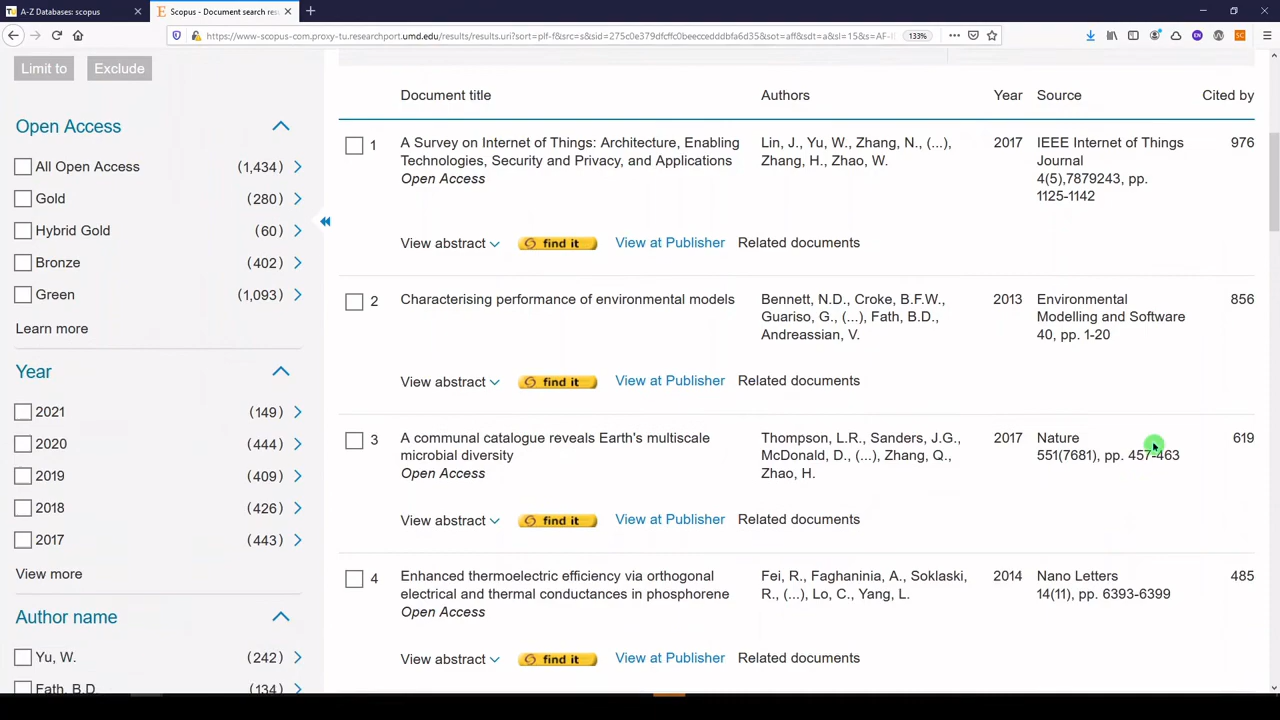 TU A-Z Databases: scopus
Scopus - Document search res
https://www-scopus-com.proxy-tu.researchport.umd.edu/results/results.uri?sort=plf-f&src=s&sid=275c0e379dfcffc0beeccedddbfa6d35&sot=aff&sdt=a&sl=15&s=AF-I
133%
Limit to
Exclude
Document title
Authors
Year
Source
Cited by
Open Access
All Open Access (1,434)
Gold (280)
Hybrid Gold (60)
Bronze (402)
Green (1,093)
Learn more
Year
2021 (149)
2020 (444)
2019 (409)
2018 (426)
2017 (443)
View more
Author name
Yu, W. (242)
Fath, B.D (134)
1 A Survey on Internet of Things: Architecture, Enabling Lin, J., Yu, W., Zhang, N., (...), 2017 IEEE Internet of Things 976
Technologies, Security and Privacy, and Applications Zhang, H., Zhao, W. Journal
Open Access 4(5),7879243, pp.
1125-1142
View abstract find it View at Publisher Related documents
2 Characterising performance of environmental models Bennett, N.D., Croke, B.F.W., 2013 Environmental 856
Guariso, G., (...), Fath, B.D., Modelling and Software
Andreassian, V. 40, pp. 1-20
View abstract find it View at Publisher Related documents
3 A communal catalogue reveals Earth's multiscale Thompson, L.R., Sanders, J.G., 2017 Nature 619
microbial diversity McDonald, D., (...), Zhang, Q., 551(7681), pp. 457-463
Open Access Zhao, H.
View abstract find it View at Publisher Related documents
4 Enhanced thermoelectric efficiency via orthogonal Fei, R., Faghaninia, A., Soklaski, 2014 Nano Letters 485
electrical and thermal conductances in phosphorene R., (...), Lo, C., Yang, L. 14(11), pp. 6393-6399
Open Access
View abstract find it View at Publisher Related documents